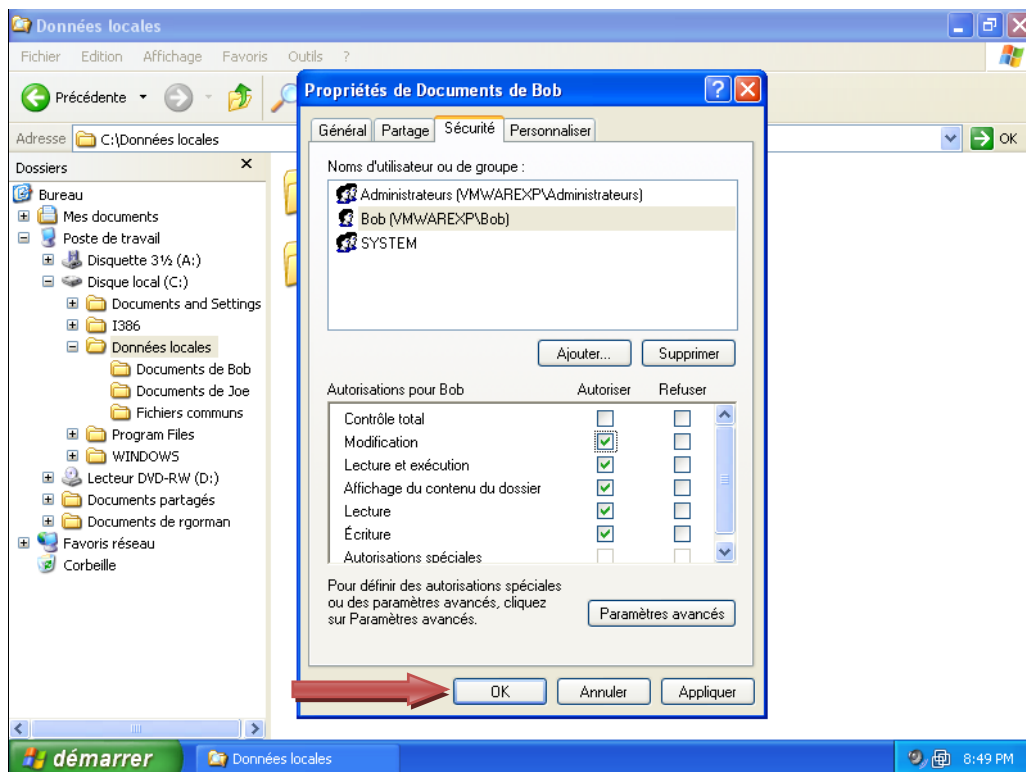 Données locales
Fichier Edition Affichage Favoris Outils ?
Précédente
Adresse C:\Données locales OK
Dossiers
Bureau
Mes documents
Poste de travail
Disquette 3½ (A:)
Disque local (C:)
Documents and Settings
I386
Données locales
Documents de Bob
Documents de Joe
Fichiers communs
Program Files
WINDOWS
Lecteur DVD-RW (D:)
Documents partagés
Documents de rgorman
Favoris réseau
Corbeille
Propriétés de Documents de Bob
Général Partage Sécurité Personnaliser
Noms d'utilisateur ou de groupe :
Administrateurs (VMWAREXP\Administrateurs)
Bob (VMWAREXP\Bob)
SYSTEM
Ajouter... Supprimer
Autorisations pour Bob Autoriser Refuser
Contrôle total
Modification
Lecture et exécution
Affichage du contenu du dossier
Lecture
Écriture
Autorisations spéciales
Pour définir des autorisations spéciales
ou des paramètres avancés, cliquez
sur Paramètres avancés.
Paramètres avancés
OK Annuler Appliquer
démarrer Données locales 8:49 PM